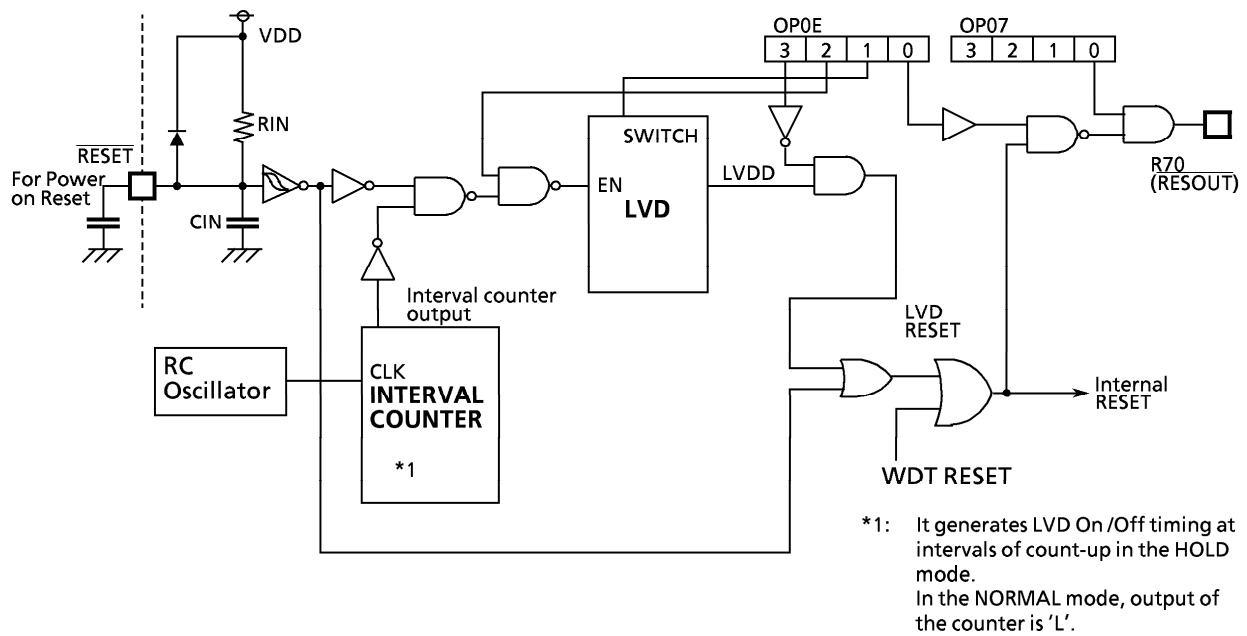 OP0E
OP07
3 2 1 0
3 2 1 0
VDD
RIN
RESET
For Power
on Reset
CIN
SWITCH
EN
LVD
LVDD
R70
(RESOUT)
Interval counter
output
LVD
RESET
RC
Oscillator
CLK
INTERVAL
COUNTER
*1
Internal
RESET
WDT RESET
*1: It generates LVD On /Off timing at
intervals of count-up in the HOLD
mode.
In the NORMAL mode, output of
the counter is 'L'.